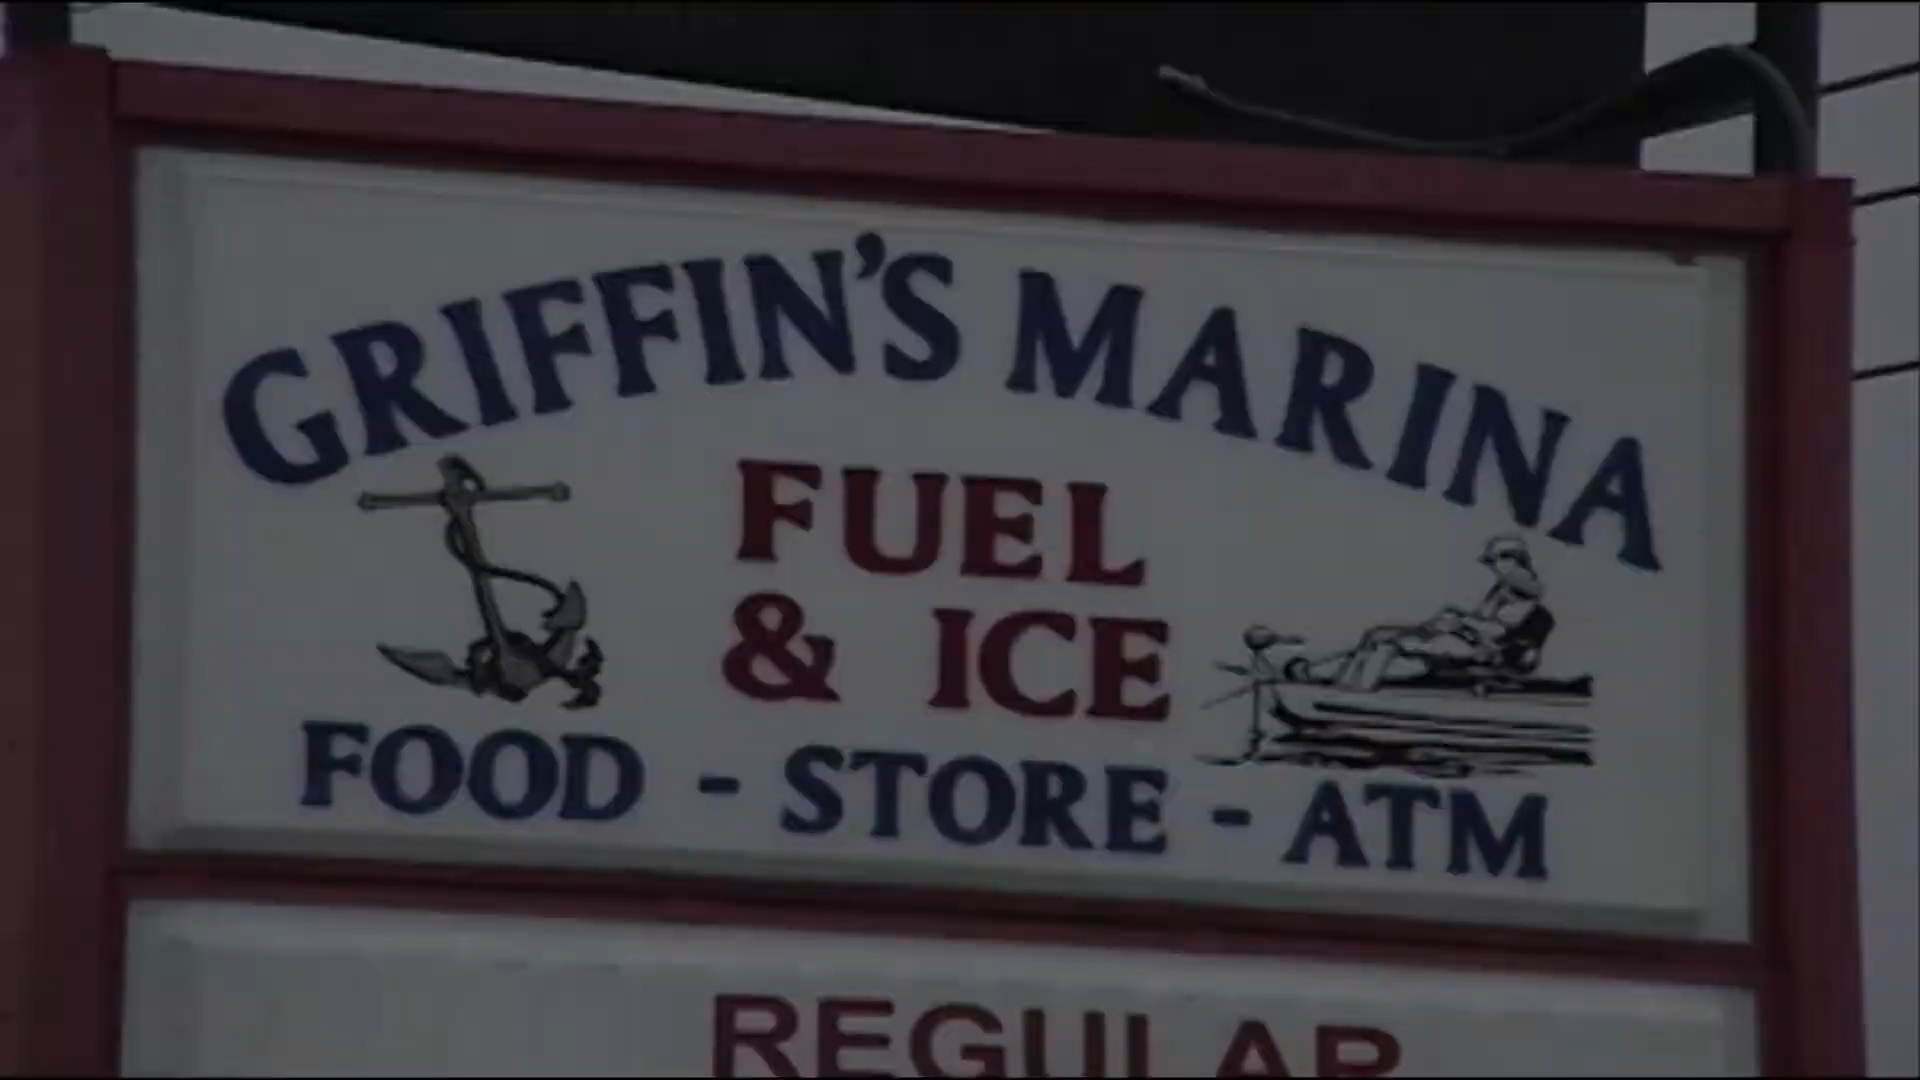 GRIFFIN'S MARINA
FUEL
& ICE
FOOD - STORE - ATM
REGULAR